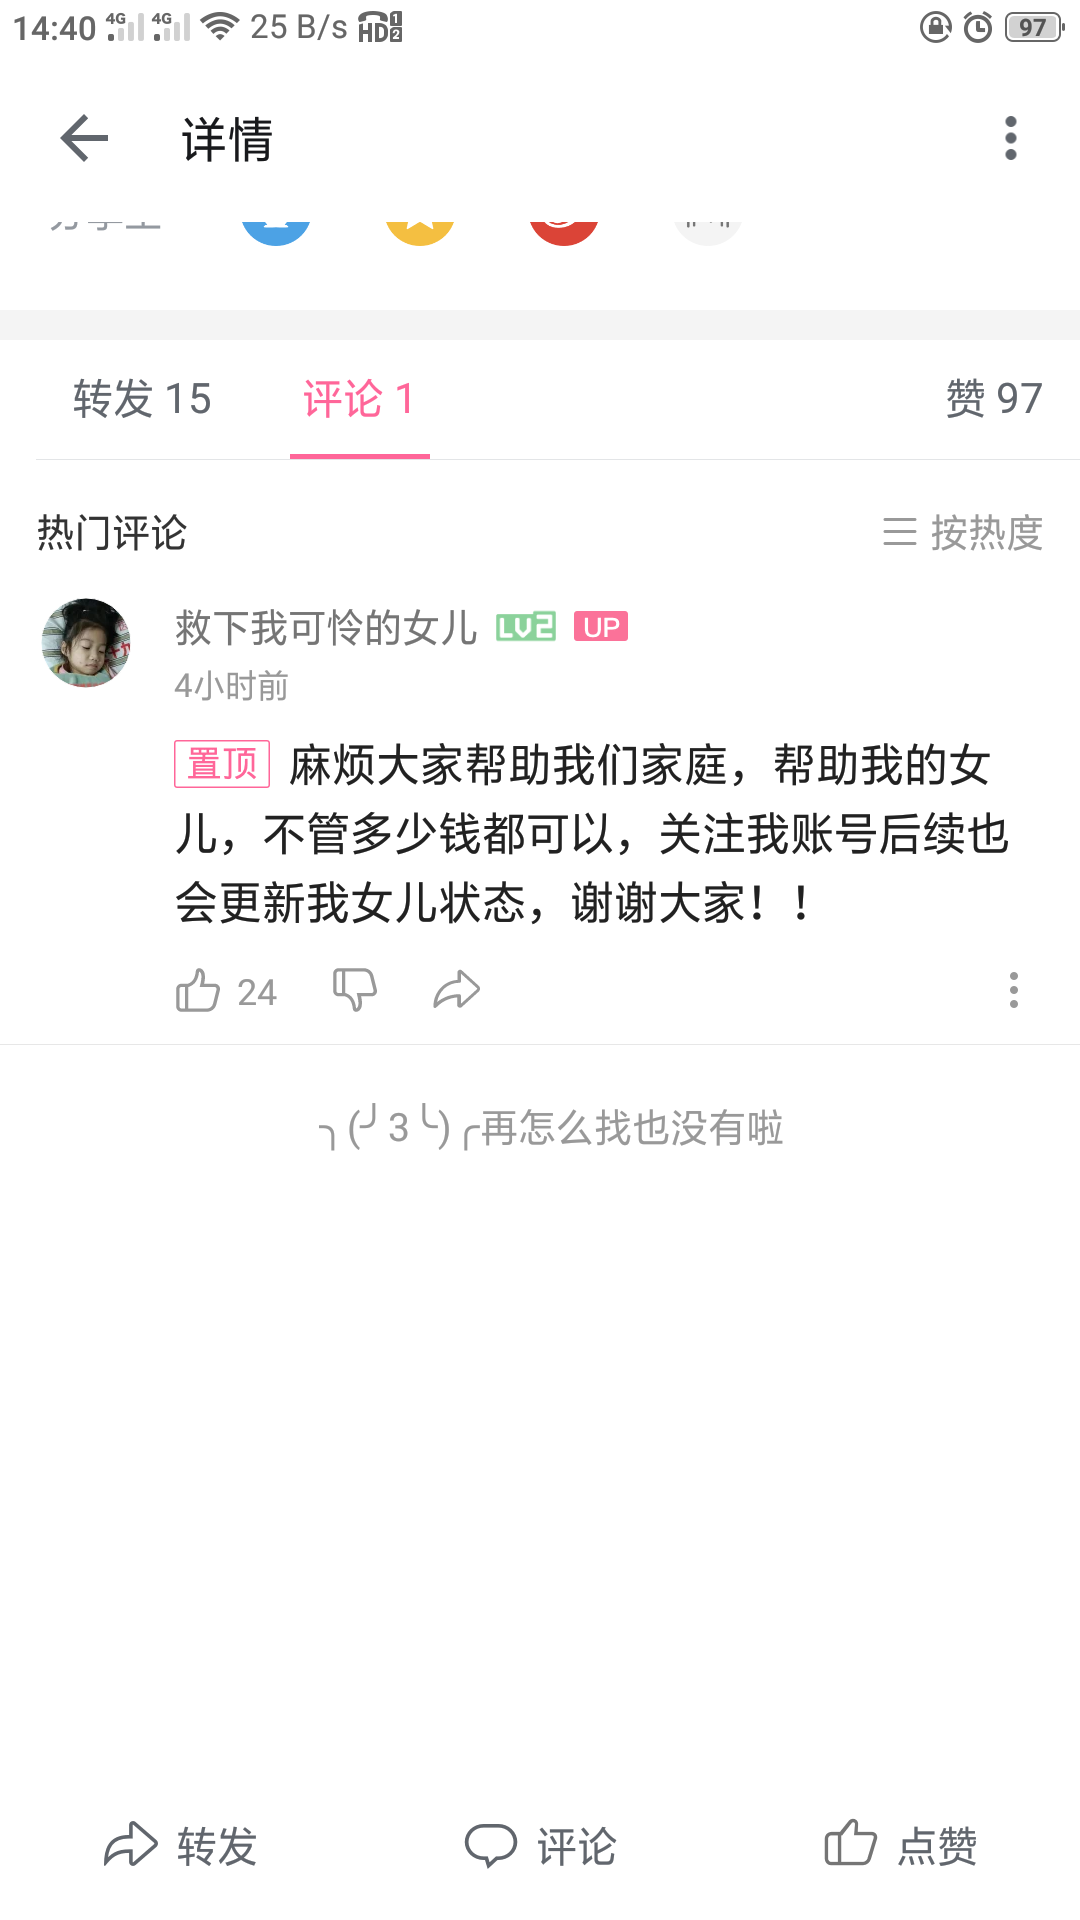 14:40 4G 4G 25 B/s HD 1 2 97
详情
转发 15 评论 1 赞 97
热门评论 按热度
救下我可怜的女儿 LV2 UP
4小时前
置顶 麻烦大家帮助我们家庭，帮助我的女
儿，不管多少钱都可以，关注我账号后续也
会更新我女儿状态，谢谢大家！！
24
╮(╯3╰)╭再怎么找也没有啦
转发 评论 点赞